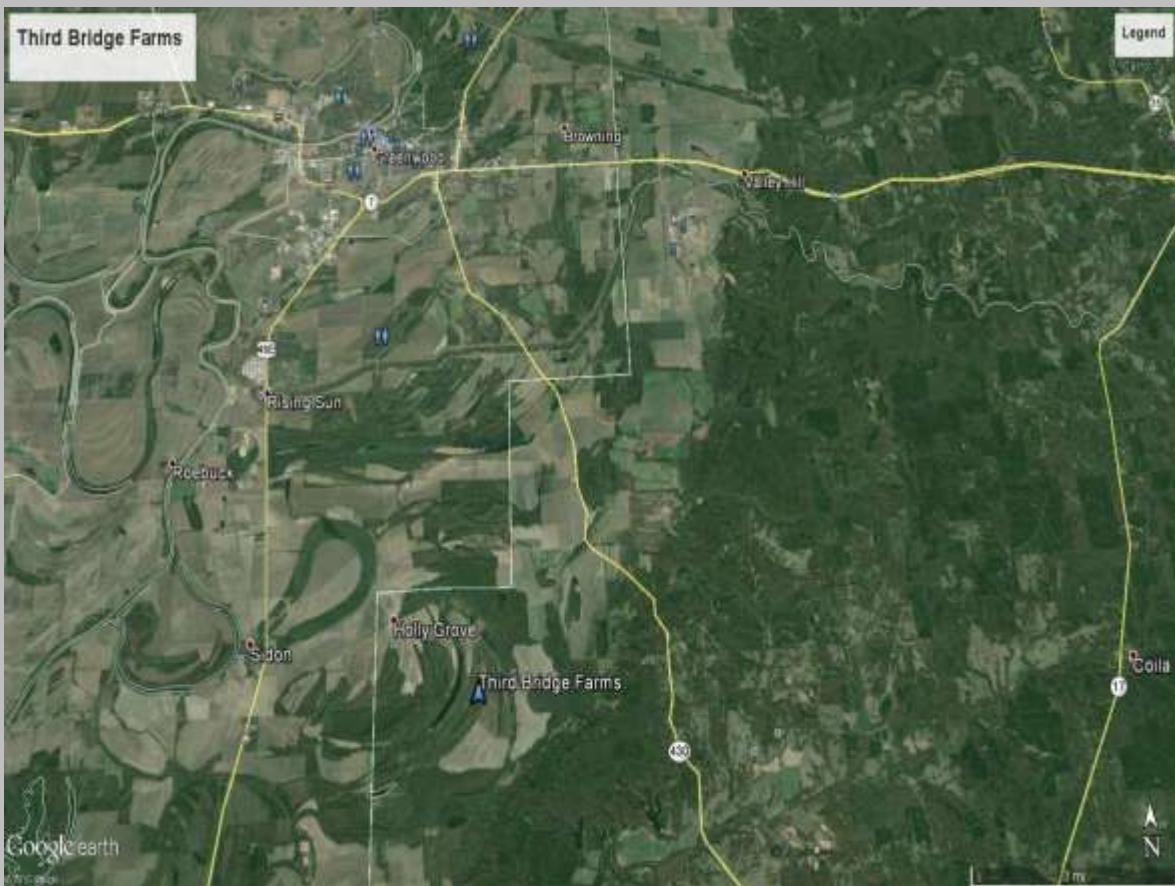 Third Bridge Farms
Legend
Browning
Greenwood
Valley Hill
7
Rising Sun
Roebuck
Holly Grove
Sidon
Third Bridge Farms
Coila
17
430
N
Google earth